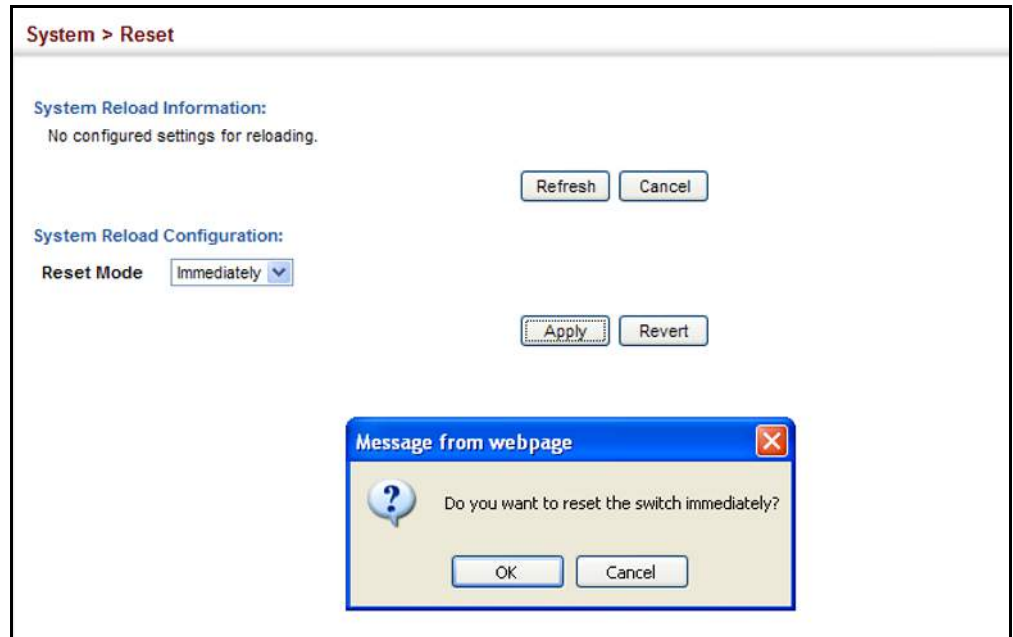 System > Reset
System Reload Information:
No configured settings for reloading.
Refresh Cancel
System Reload Configuration:
Reset Mode Immediately
Apply Revert
Message from webpage
?
Do you want to reset the switch immediately?
OK Cancel